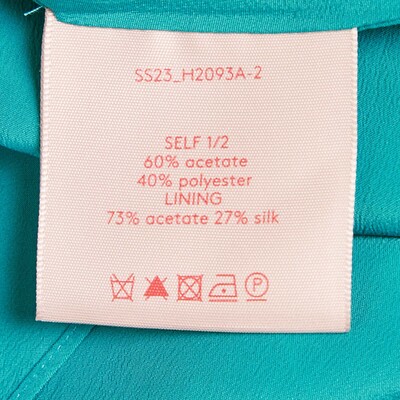 SS23_H2093A-2
SELF 1/2
60% acetate
40% polyester
LINING
73% acetate 27% silk
P